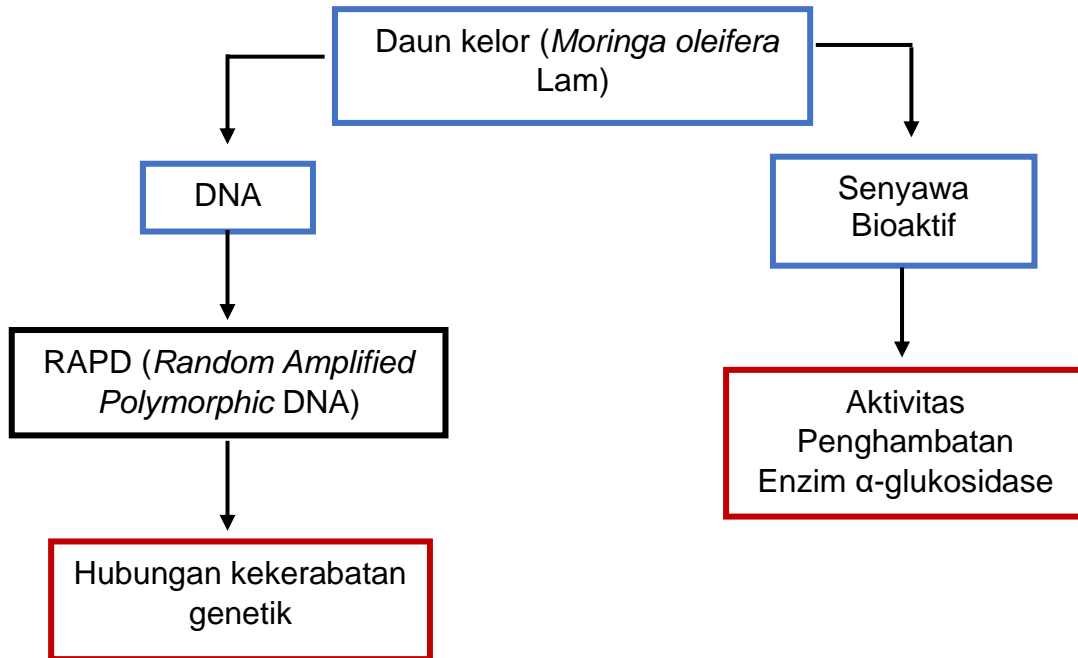 Daun kelor (Moringa oleifera
Lam)
DNA
Senyawa
Bioaktif
RAPD (Random Amplified
Polymorphic DNA)
Aktivitas
Penghambatan
Enzim α-glukosidase
Hubungan kekerabatan
genetik